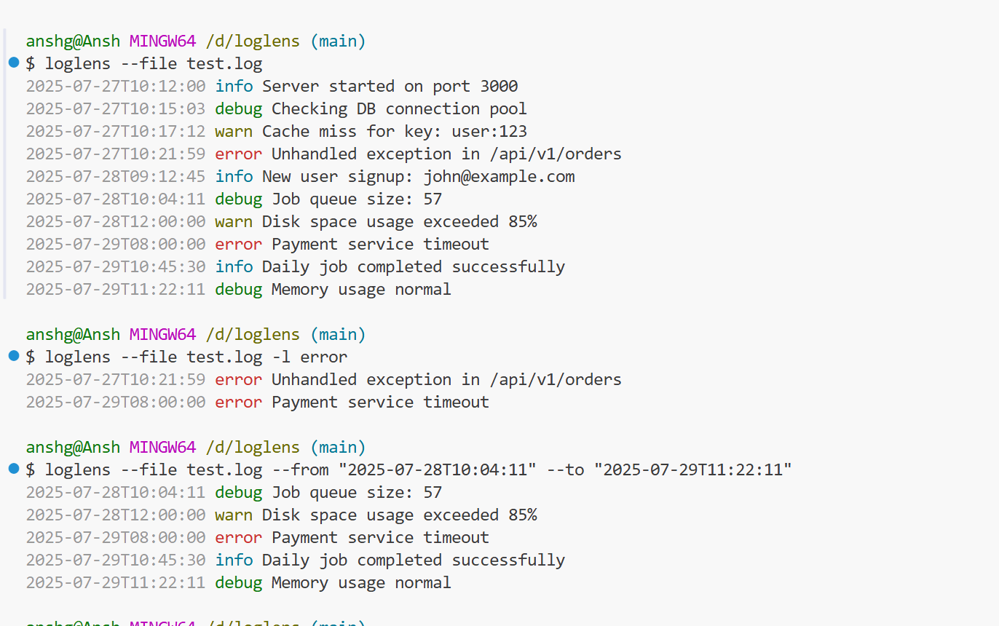 anshg@Ansh MINGW64 /d/loglens (main)
$ loglens --file test.log
2025-07-27T10:12:00 info Server started on port 3000
2025-07-27T10:15:03 debug Checking DB connection pool
2025-07-27T10:17:12 warn Cache miss for key: user:123
2025-07-27T10:21:59 error Unhandled exception in /api/v1/orders
2025-07-28T09:12:45 info New user signup: john@example.com
2025-07-28T10:04:11 debug Job queue size: 57
2025-07-28T12:00:00 warn Disk space usage exceeded 85%
2025-07-29T08:00:00 error Payment service timeout
2025-07-29T10:45:30 info Daily job completed successfully
2025-07-29T11:22:11 debug Memory usage normal
anshg@Ansh MINGW64 /d/loglens (main)
$ loglens --file test.log -l error
2025-07-27T10:21:59 error Unhandled exception in /api/v1/orders
2025-07-29T08:00:00 error Payment service timeout
anshg@Ansh MINGW64 /d/loglens (main)
$ loglens --file test.log --from "2025-07-28T10:04:11" --to "2025-07-29T11:22:11"
2025-07-28T10:04:11 debug Job queue size: 57
2025-07-28T12:00:00 warn Disk space usage exceeded 85%
2025-07-29T08:00:00 error Payment service timeout
2025-07-29T10:45:30 info Daily job completed successfully
2025-07-29T11:22:11 debug Memory usage normal
anshg@Ansh MINGW64 /d/loglens (main)